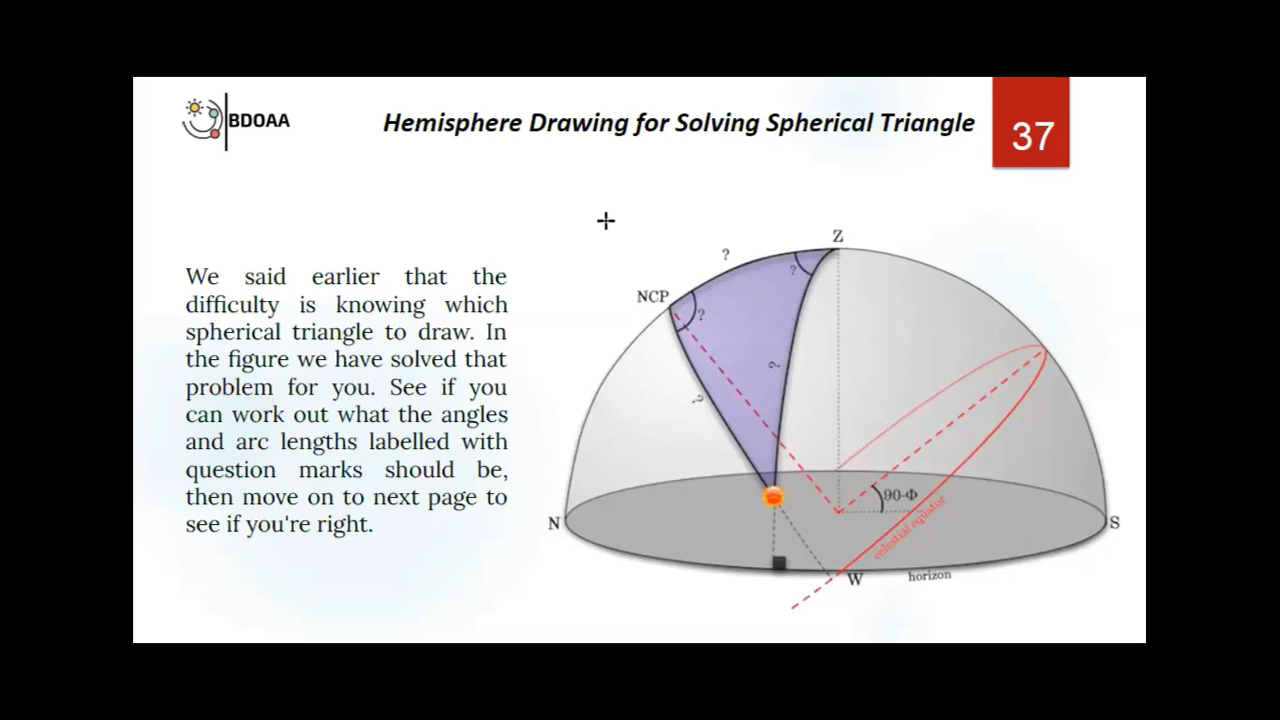 BDOAA
Hemisphere Drawing for Solving Spherical Triangle
37
We said earlier that the
difficulty is knowing which
spherical triangle to draw. In
the figure we have solved that
problem for you. See if you
can work out what the angles
and arc lengths labelled with
question marks should be,
then move on to next page to
see if you're right.
Z
?
?
NCP
?
?
?
90-Φ
celestial equator
N
S
W
horizon